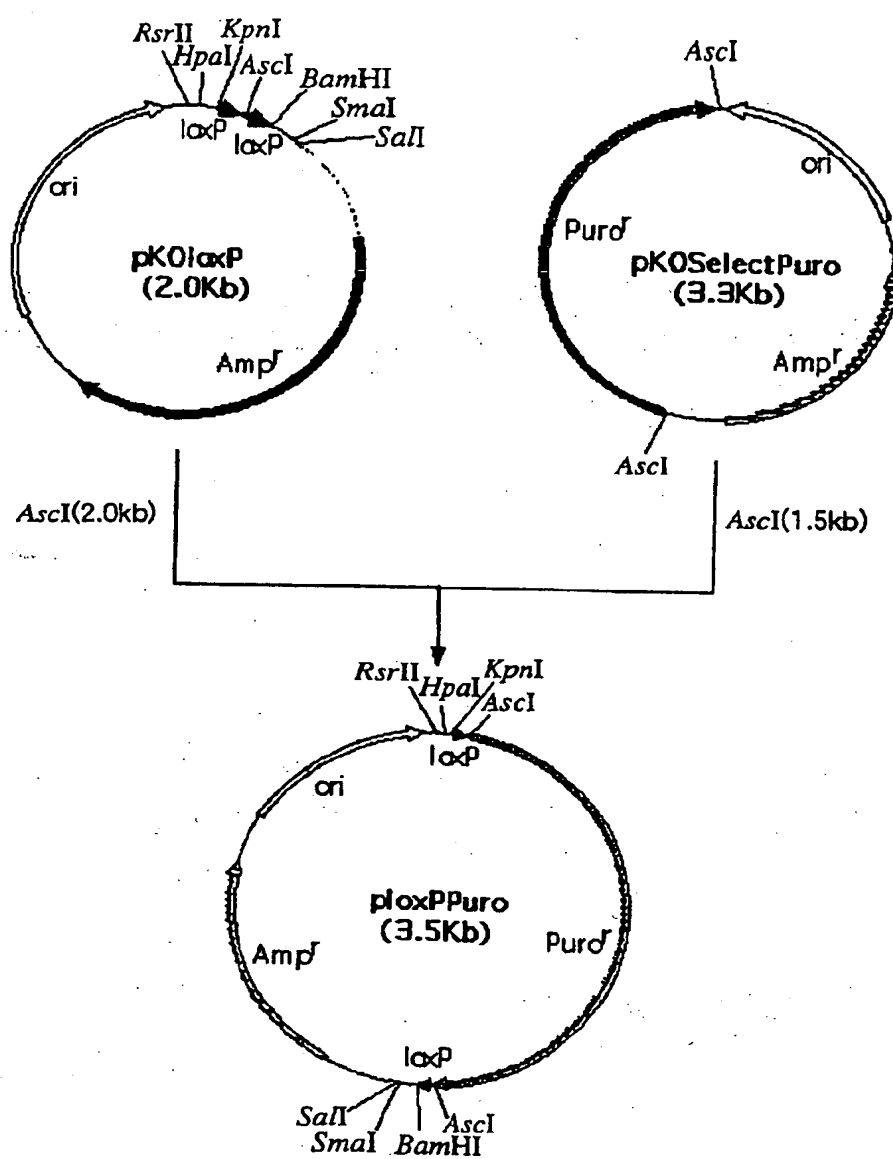 RsrII
HpaI
KpnI
AscI
BamHI
SmaI
SalI
loxP
loxP
ori
pKOloxP
(2.0Kb)
Ampr
AscI
ori
Puror
pKOSelectPuro
(3.3Kb)
Ampr
AscI
AscI(2.0kb)
AscI(1.5kb)
RsrII
HpaI
KpnI
AscI
loxP
ori
ploxPPuro
(3.5Kb)
Ampr
Puror
loxP
SalI
SmaI
BamHI
AscI